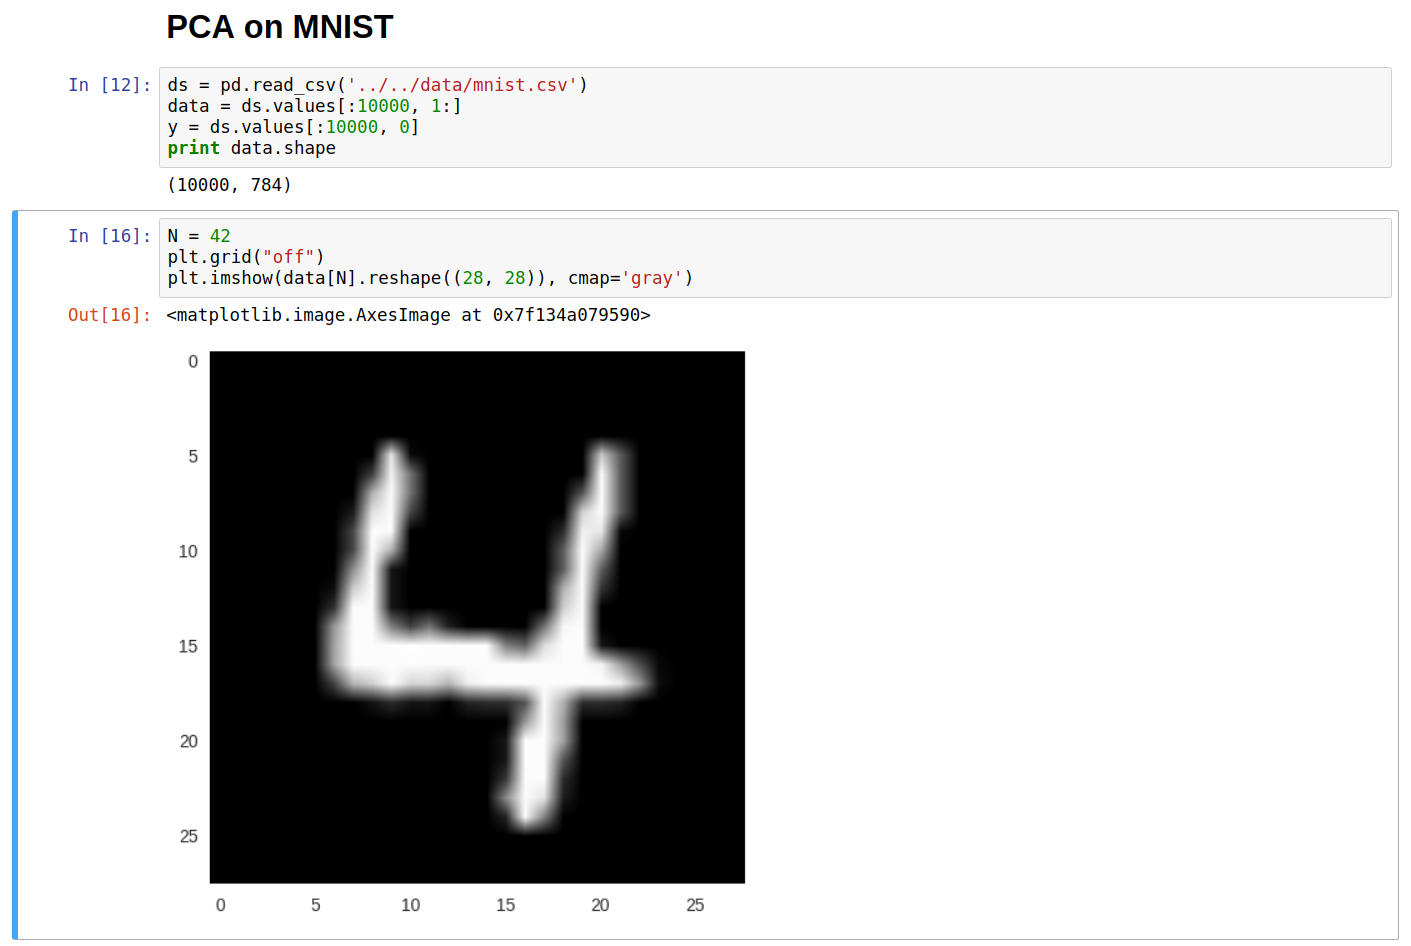 PCA on MNIST
In [12]:
ds = pd.read_csv('../../data/mnist.csv')
data = ds.values[:10000, 1:]
y = ds.values[:10000, 0]
print data.shape
(10000, 784)
In [16]:
N = 42
plt.grid("off")
plt.imshow(data[N].reshape((28, 28)), cmap='gray')
Out[16]:
<matplotlib.image.AxesImage at 0x7f134a079590>
0
5
10
15
20
25
4
0 5 10 15 20 25